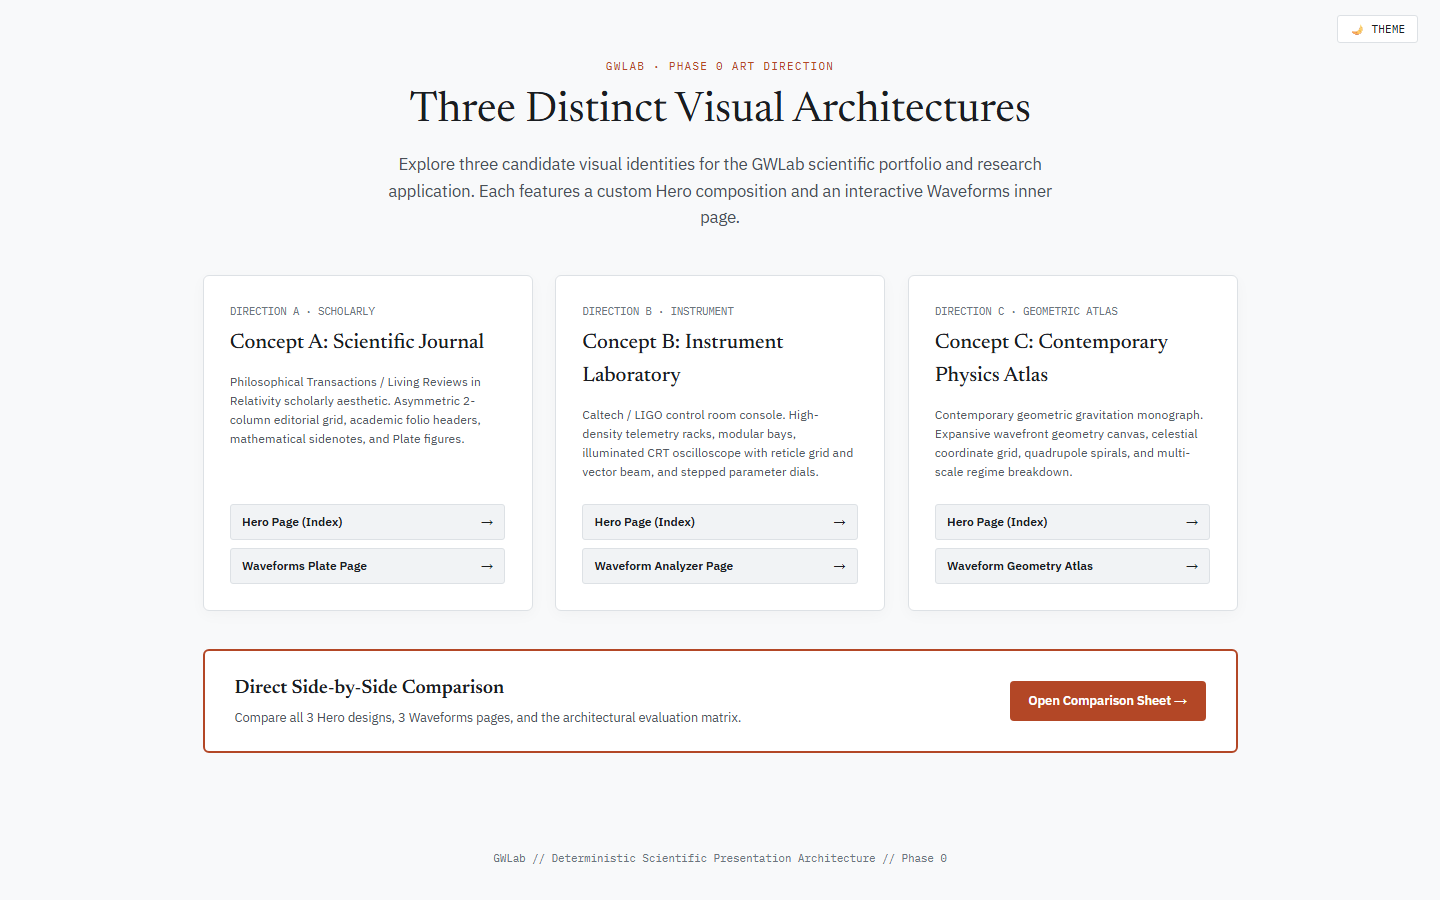 🌙 THEME
GWLAB · PHASE 0 ART DIRECTION
Three Distinct Visual Architectures
Explore three candidate visual identities for the GWLab scientific portfolio and research
application. Each features a custom Hero composition and an interactive Waveforms inner
page.
DIRECTION A · SCHOLARLY
Concept A: Scientific Journal
Philosophical Transactions / Living Reviews in
Relativity scholarly aesthetic. Asymmetric 2-
column editorial grid, academic folio headers,
mathematical sidenotes, and Plate figures.
Hero Page (Index) →
Waveforms Plate Page →
DIRECTION B · INSTRUMENT
Concept B: Instrument
Laboratory
Caltech / LIGO control room console. High-
density telemetry racks, modular bays,
illuminated CRT oscilloscope with reticle grid and
vector beam, and stepped parameter dials.
Hero Page (Index) →
Waveform Analyzer Page →
DIRECTION C · GEOMETRIC ATLAS
Concept C: Contemporary
Physics Atlas
Contemporary geometric gravitation monograph.
Expansive wavefront geometry canvas, celestial
coordinate grid, quadrupole spirals, and multi-
scale regime breakdown.
Hero Page (Index) →
Waveform Geometry Atlas →
Direct Side-by-Side Comparison
Compare all 3 Hero designs, 3 Waveforms pages, and the architectural evaluation matrix.
Open Comparison Sheet →
GWLab // Deterministic Scientific Presentation Architecture // Phase 0